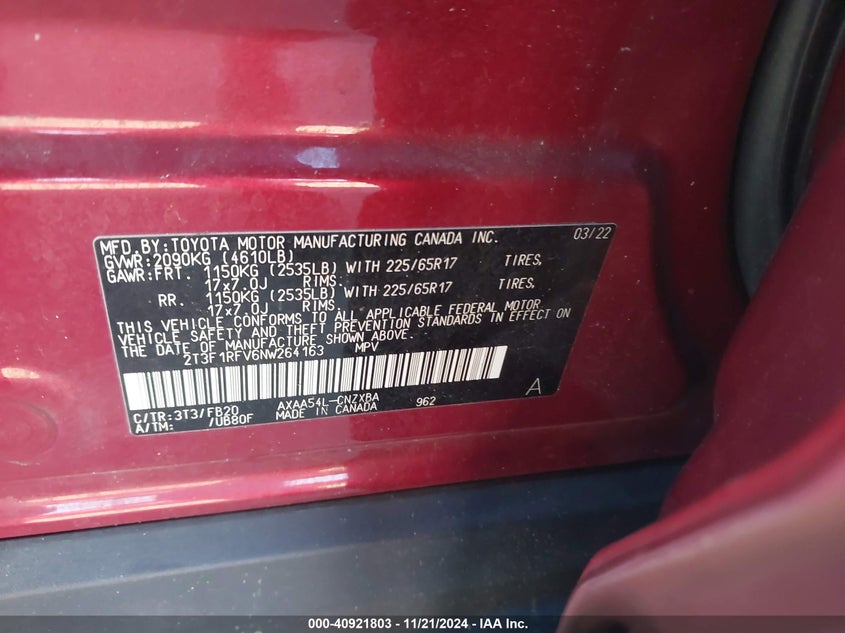 MFD.BY:TOYOTA MOTOR MANUFACTURING CANADA INC. 03/22
GVWR:2090KG (4610LB)
GAWR:FRT. 1150KG (2535LB) WITH 225/65R17 TIRES,
17x7.0J RIMS.
RR. 1150KG (2535LB) WITH 225/65R17 TIRES,
17x7.0J RIMS.
THIS VEHICLE CONFORMS TO ALL APPLICABLE FEDERAL MOTOR
VEHICLE SAFETY AND THEFT PREVENTION STANDARDS IN EFFECT ON
THE DATE OF MANUFACTURE SHOWN ABOVE.
2T3F1RFV6NW264163 MPV
A
C/TR:3T3/FB20 AXAA54L-CNZXBA 962
A/TM: /UB80F MADE IN CANADA
000-40921803 - 11/21/2024 - IAA Inc.